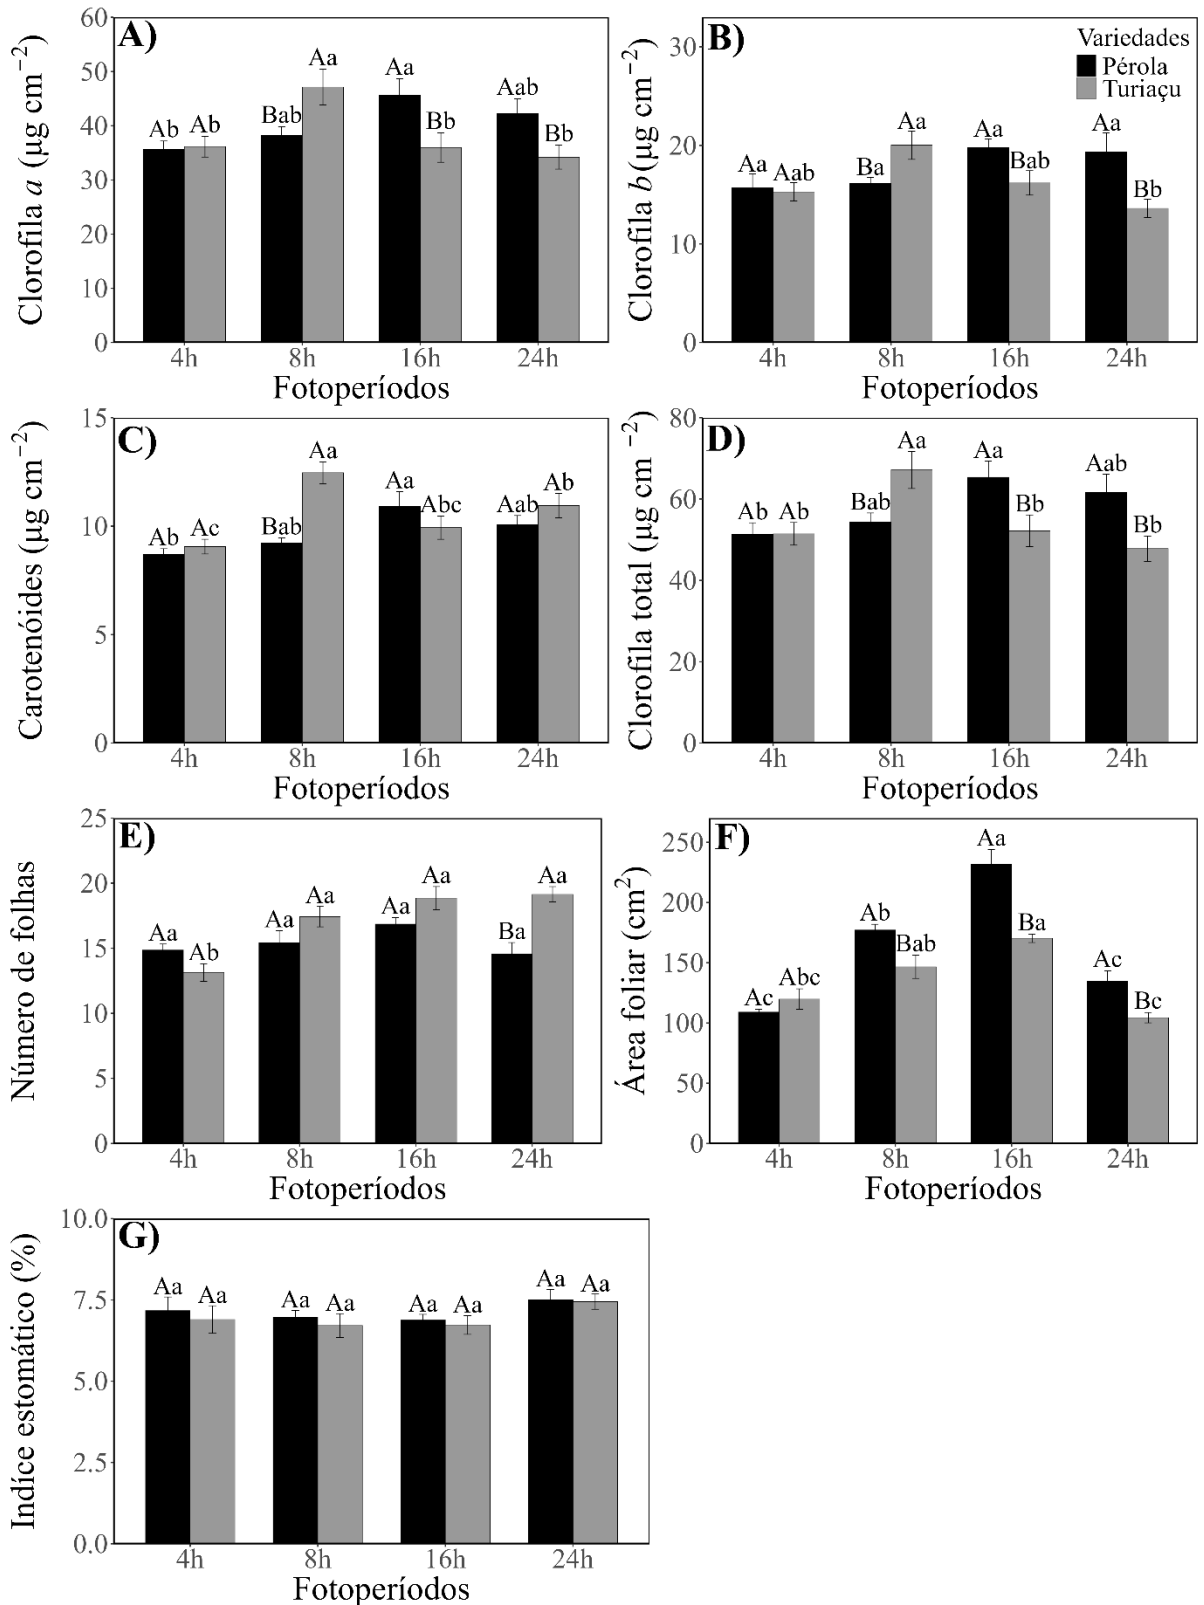 A)
Clorofila a (µg cm⁻²)
60
50
40
30
20
10
0
Ab Ab Bab Aa Aa Bb Aab Bb
4h 8h 16h 24h
Fotoperíodos
B)
Variedades
Pérola
Turiaçu
Clorofila b (µg cm⁻²)
30
20
10
0
Aa Aab Ba Aa Aa Bab Aa Bb
4h 8h 16h 24h
Fotoperíodos
C)
Carotenóides (µg cm⁻²)
15
10
5
0
Ab Ac Bab Aa Aa Abc Aab Ab
4h 8h 16h 24h
Fotoperíodos
D)
Clorofila total (µg cm⁻²)
80
60
40
20
0
Ab Ab Bab Aa Aa Bb Aab Bb
4h 8h 16h 24h
Fotoperíodos
E)
Número de folhas
25
20
15
10
5
0
Aa Ab Aa Aa Aa Aa Ba Aa
4h 8h 16h 24h
Fotoperíodos
F)
Área foliar (cm²)
250
200
150
100
50
0
Ac Abc Ab Bab Aa Ba Ac Bc
4h 8h 16h 24h
Fotoperíodos
G)
Indíce estomático (%)
10.0
7.5
5.0
2.5
0.0
Aa Aa Aa Aa Aa Aa Aa Aa
4h 8h 16h 24h
Fotoperíodos